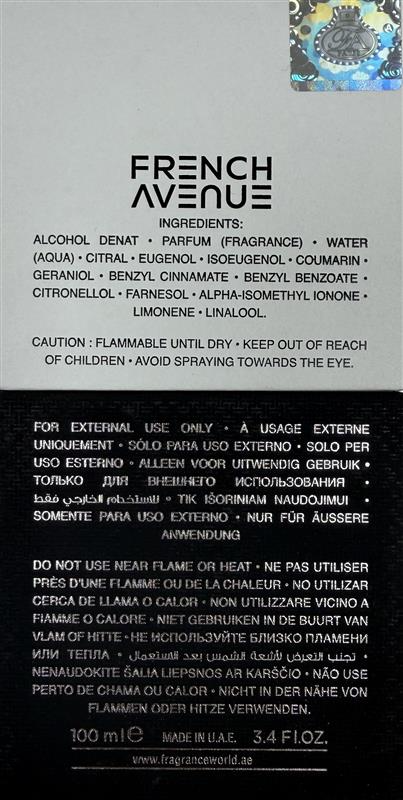 FRENCH
AVENUE
INGREDIENTS:
ALCOHOL DENAT • PARFUM (FRAGRANCE) • WATER
(AQUA) • CITRAL • EUGENOL • ISOEUGENOL • COUMARIN •
GERANIOL • BENZYL CINNAMATE • BENZYL BENZOATE •
CITRONELLOL • FARNESOL • ALPHA-ISOMETHYL IONONE •
LIMONENE • LINALOOL.
CAUTION : FLAMMABLE UNTIL DRY • KEEP OUT OF REACH
OF CHILDREN • AVOID SPRAYING TOWARDS THE EYE.
FOR EXTERNAL USE ONLY • À USAGE EXTERNE
UNIQUEMENT • SÓLO PARA USO EXTERNO • SOLO PER
USO ESTERNO • ALLEEN VOOR UITWENDIG GEBRUIK •
ТОЛЬКО ДЛЯ ВНЕШНЕГО ИСПОЛЬЗОВАНИЯ •
للاستخدام الخارجي فقط • TIK IŠORINIAM NAUDOJIMUI •
SOMENTE PARA USO EXTERNO • NUR FÜR ÄUSSERE
ANWENDUNG
DO NOT USE NEAR FLAME OR HEAT • NE PAS UTILISER
PRÈS D'UNE FLAMME OU DE LA CHALEUR • NO UTILIZAR
CERCA DE LLAMA O CALOR • NON UTILIZZARE VICINO A
FIAMME O CALORE • NIET GEBRUIKEN IN DE BUURT VAN
VLAM OF HITTE • НЕ ИСПОЛЬЗУЙТЕ БЛИЗКО ПЛАМЕНИ
ИЛИ ТЕПЛА • تجنب التعرض لأشعة الشمس بعد الاستعمال •
NENAUDOKITE ŠALIA LIEPSNOS AR KARŠČIO • NÃO USE
PERTO DE CHAMA OU CALOR • NICHT IN DER NÄHE VON
FLAMMEN ODER HITZE VERWENDEN.
100 ml℮ MADE IN U.A.E. 3.4 Fl.OZ.
www.fragranceworld.ae